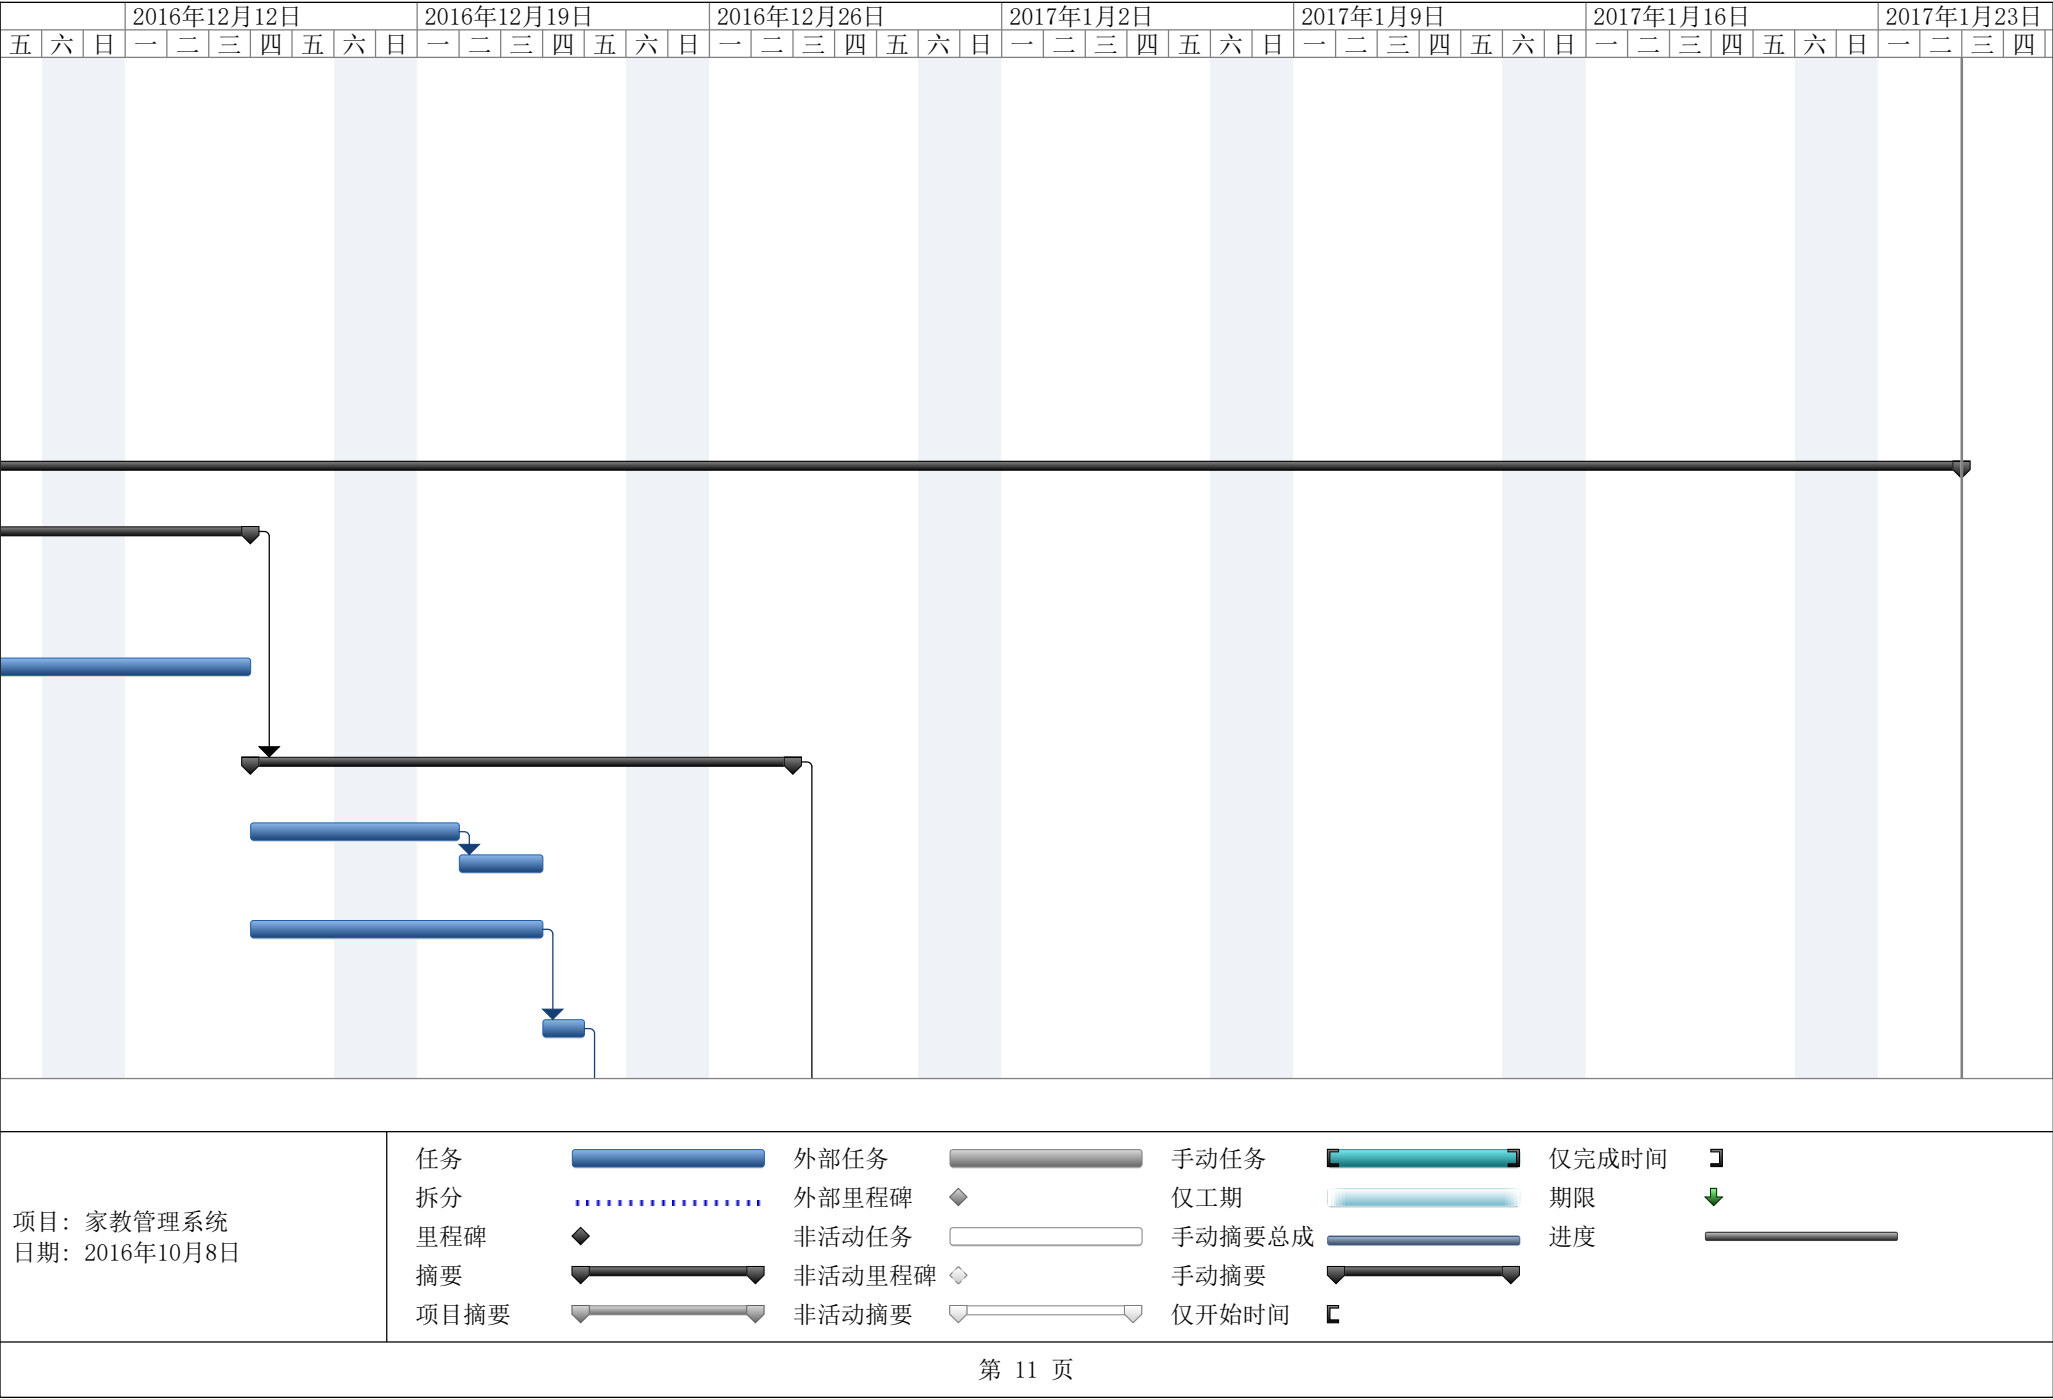 2016年12月12日 2016年12月19日 2016年12月26日 2017年1月2日 2017年1月9日 2017年1月16日 2017年1月23日
五 六 日 一 二 三 四 五 六 日 一 二 三 四 五 六 日 一 二 三 四 五 六 日 一 二 三 四 五 六 日 一 二 三 四 五 六 日 一 二 三 四 五 六 日 一 二 三 四
项目: 家教管理系统
日期: 2016年10月8日
任务 外部任务 手动任务 仅完成时间
拆分 外部里程碑 仅工期 期限
里程碑 非活动任务 手动摘要总成 进度
摘要 非活动里程碑 手动摘要
项目摘要 非活动摘要 仅开始时间
第 11 页